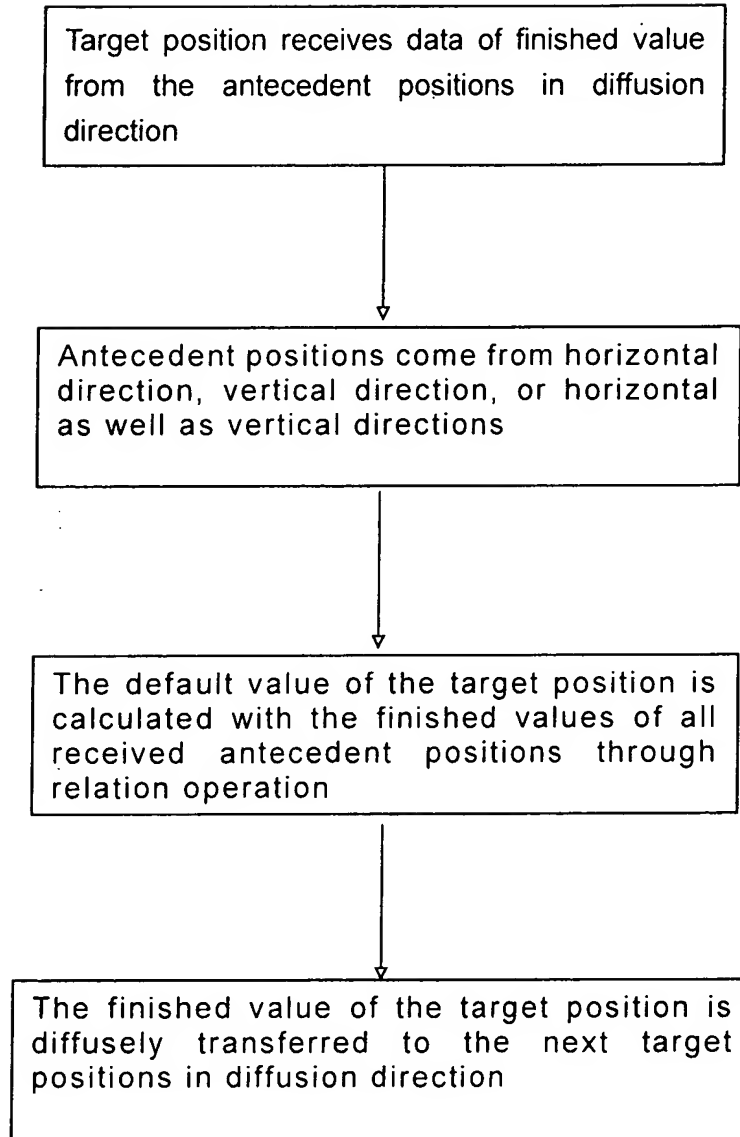 Target position receives data of finished value
from the antecedent positions in diffusion
direction
Antecedent positions come from horizontal
direction, vertical direction, or horizontal
as well as vertical directions
The default value of the target position is
calculated with the finished values of all
received antecedent positions through
relation operation
The finished value of the target position is
diffusely transferred to the next target
positions in diffusion direction